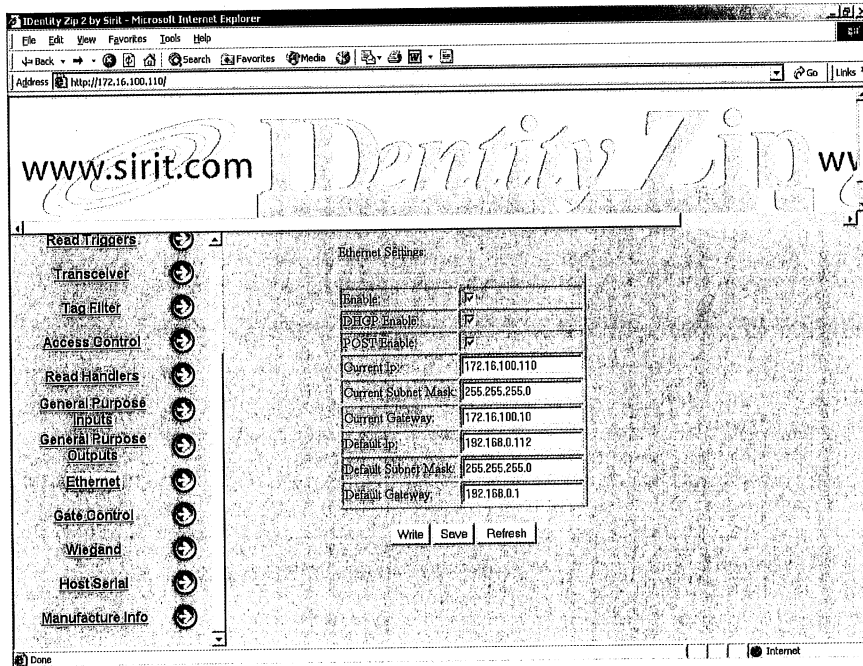 IDentity Zip 2 by Sirit - Microsoft Internet Explorer
File Edit View Favorites Tools Help
Back Search Favorites Media
Address http://172.16.100.110/ Go Links
www.sirit.com IDentity Zip
Read Triggers
Transceiver
Tag Filter
Access Control
Read Handlers
General Purpose
Inputs
General Purpose
Outputs
Ethernet
Gate Control
Wiegand
Host Serial
Manufacture Info
Ethernet Settings:
Enable:
DHCP Enable:
POST Enable:
Current Ip: 172.16.100.110
Current Subnet Mask: 255.255.255.0
Current Gateway: 172.16.100.10
Default Ip: 192.168.0.112
Default Subnet Mask: 255.255.255.0
Default Gateway: 192.168.0.1
Write Save Refresh
Done Internet